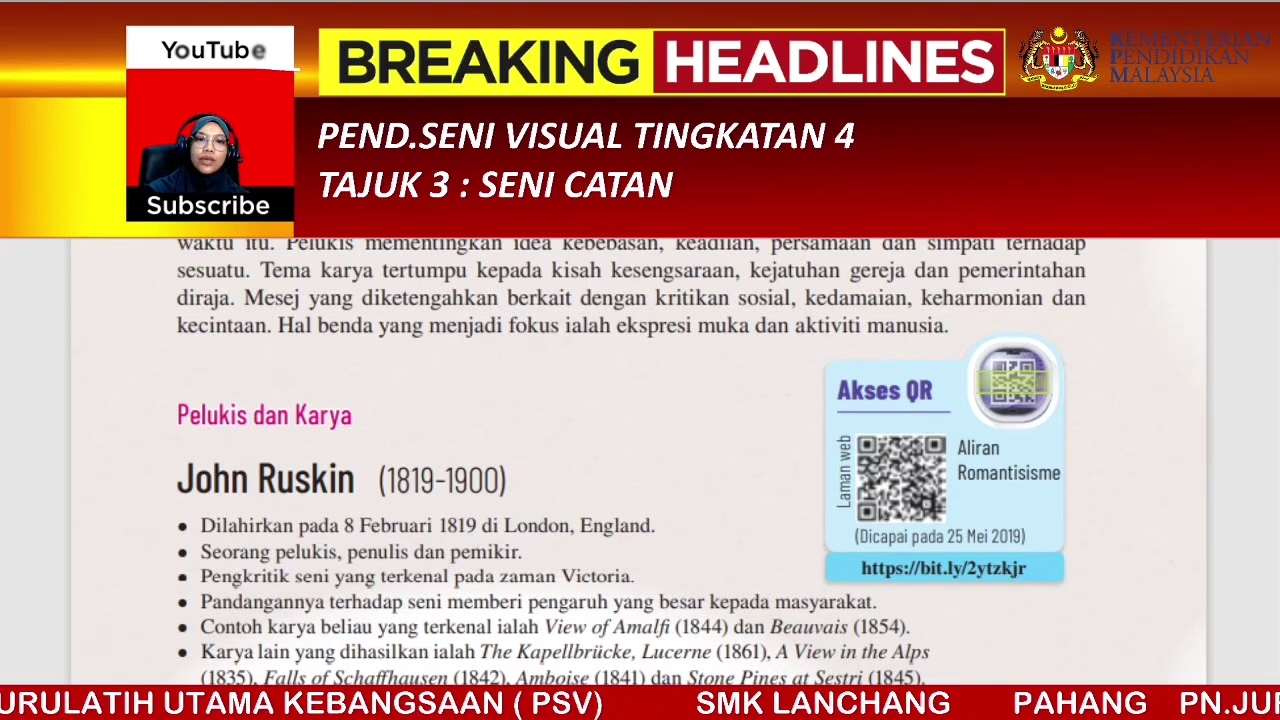 YouTube
BREAKING HEADLINES
KEMENTERIAN
PENDIDIKAN
MALAYSIA
Subscribe
PEND.SENI VISUAL TINGKATAN 4
TAJUK 3 : SENI CATAN
waktu itu. Pelukis mementingkan idea kebebasan, keadilan, persamaan dan simpati terhadap
sesuatu. Tema karya tertumpu kepada kisah kesengsaraan, kejatuhan gereja dan pemerintahan
diraja. Mesej yang diketengahkan berkait dengan kritikan sosial, kedamaian, keharmonian dan
kecintaan. Hal benda yang menjadi fokus ialah ekspresi muka dan aktiviti manusia.
Pelukis dan Karya
John Ruskin (1819-1900)
• Dilahirkan pada 8 Februari 1819 di London, England.
• Seorang pelukis, penulis dan pemikir.
• Pengkritik seni yang terkenal pada zaman Victoria.
• Pandangannya terhadap seni memberi pengaruh yang besar kepada masyarakat.
• Contoh karya beliau yang terkenal ialah View of Amalfi (1844) dan Beauvais (1854).
• Karya lain yang dihasilkan ialah The Kapellbrücke, Lucerne (1861), A View in the Alps
(1835), Falls of Schaffhausen (1842), Amboise (1841) dan Stone Pines at Sestri (1845).
Akses QR
Laman web
Aliran
Romantisisme
(Dicapai pada 25 Mei 2019)
https://bit.ly/2ytzkjr
URULATIH UTAMA KEBANGSAAN ( PSV) SMK LANCHANG PAHANG PN.JUR